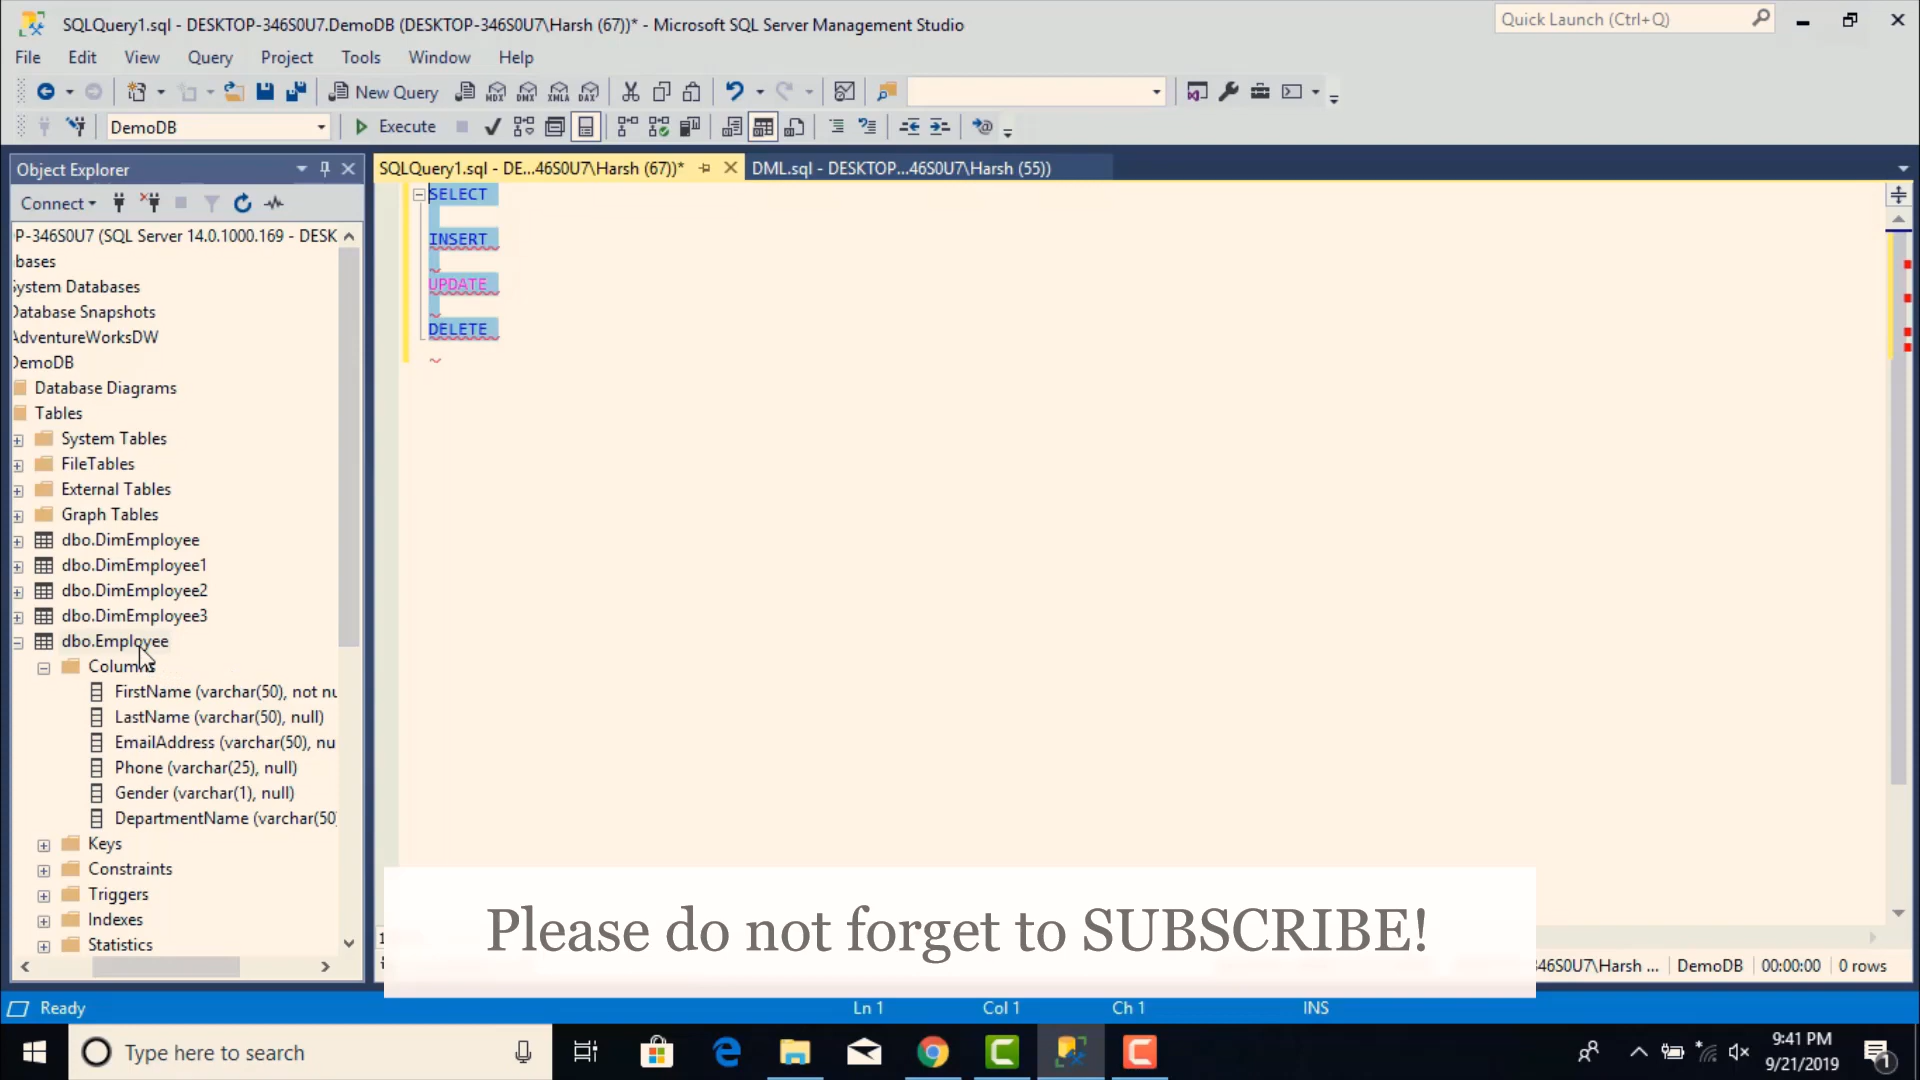 SQLQuery1.sql - DESKTOP-346S0U7.DemoDB (DESKTOP-346S0U7\Harsh (67))* - Microsoft SQL Server Management Studio
Quick Launch (Ctrl+Q)
File Edit View Query Project Tools Window Help
New Query MDX DMX XMLA DAX
DemoDB Execute
Object Explorer
SQLQuery1.sql - DE...46S0U7\Harsh (67))* DML.sql - DESKTOP...46S0U7\Harsh (55))
Connect
P-346S0U7 (SQL Server 14.0.1000.169 - DESK
bases
System Databases
Database Snapshots
AdventureWorksDW
DemoDB
Database Diagrams
Tables
System Tables
FileTables
External Tables
Graph Tables
dbo.DimEmployee
dbo.DimEmployee1
dbo.DimEmployee2
dbo.DimEmployee3
dbo.Employee
Columns
FirstName (varchar(50), not nu
LastName (varchar(50), null)
EmailAddress (varchar(50), nu
Phone (varchar(25), null)
Gender (varchar(1), null)
DepartmentName (varchar(50)
Keys
Constraints
Triggers
Indexes
Statistics
SELECT
INSERT
UPDATE
DELETE
Please do not forget to SUBSCRIBE!
46S0U7\Harsh ... DemoDB 00:00:00 0 rows
Ready Ln 1 Col 1 Ch 1 INS
Type here to search
9:41 PM
9/21/2019
1